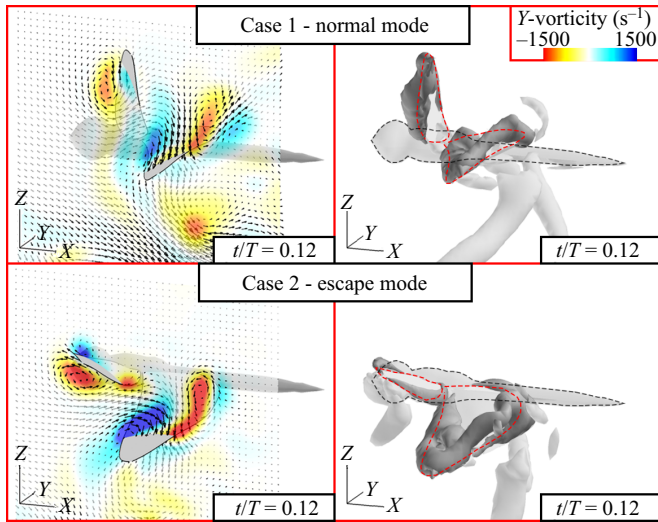 Case 1 - normal mode
Y-vorticity (s⁻¹)
−1500 1500
Z
Y
X
t/T = 0.12
Z
Y
X
t/T = 0.12
Case 2 - escape mode
Z
Y
X
t/T = 0.12
Z
Y
X
t/T = 0.12